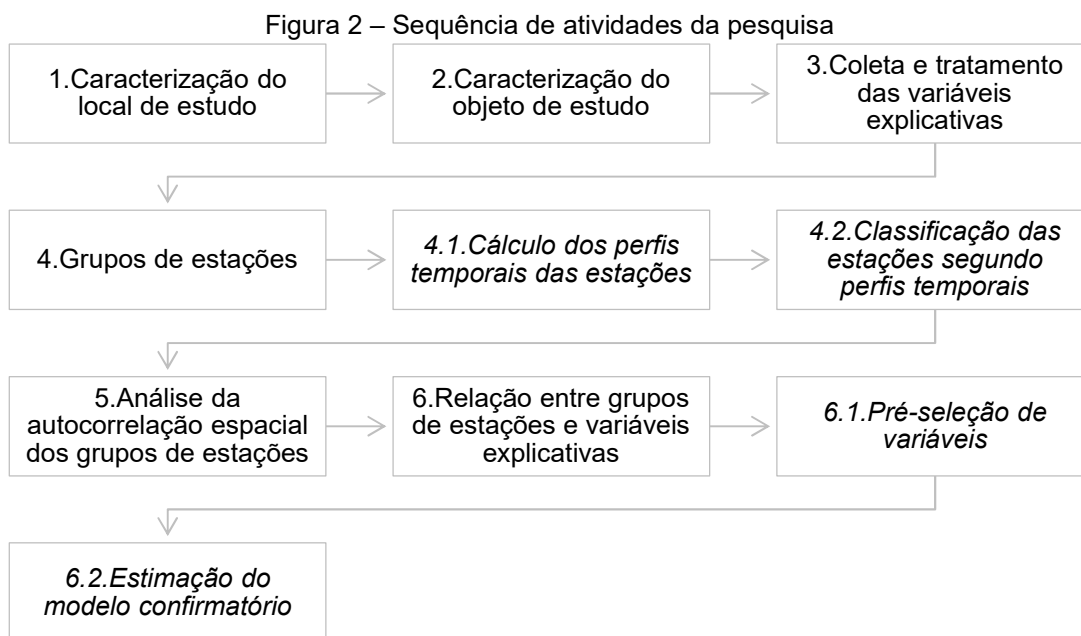 Figura 2 – Sequência de atividades da pesquisa
1.Caracterização do
local de estudo
2.Caracterização do
objeto de estudo
3.Coleta e tratamento
das variáveis
explicativas
4.Grupos de estações
4.1.Cálculo dos perfis
temporais das estações
4.2.Classificação das
estações segundo
perfis temporais
5.Análise da
autocorrelação espacial
dos grupos de estações
6.Relação entre grupos
de estações e variáveis
explicativas
6.1.Pré-seleção de
variáveis
6.2.Estimação do
modelo confirmatório